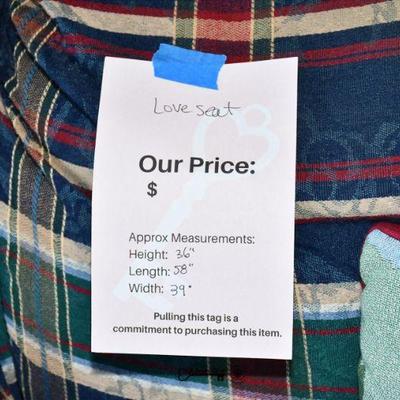 Love seat
Our Price:
$
Approx Measurements:
Height: 36"
Length: 58"
Width: 39"
Pulling this tag is a
commitment to purchasing this item.